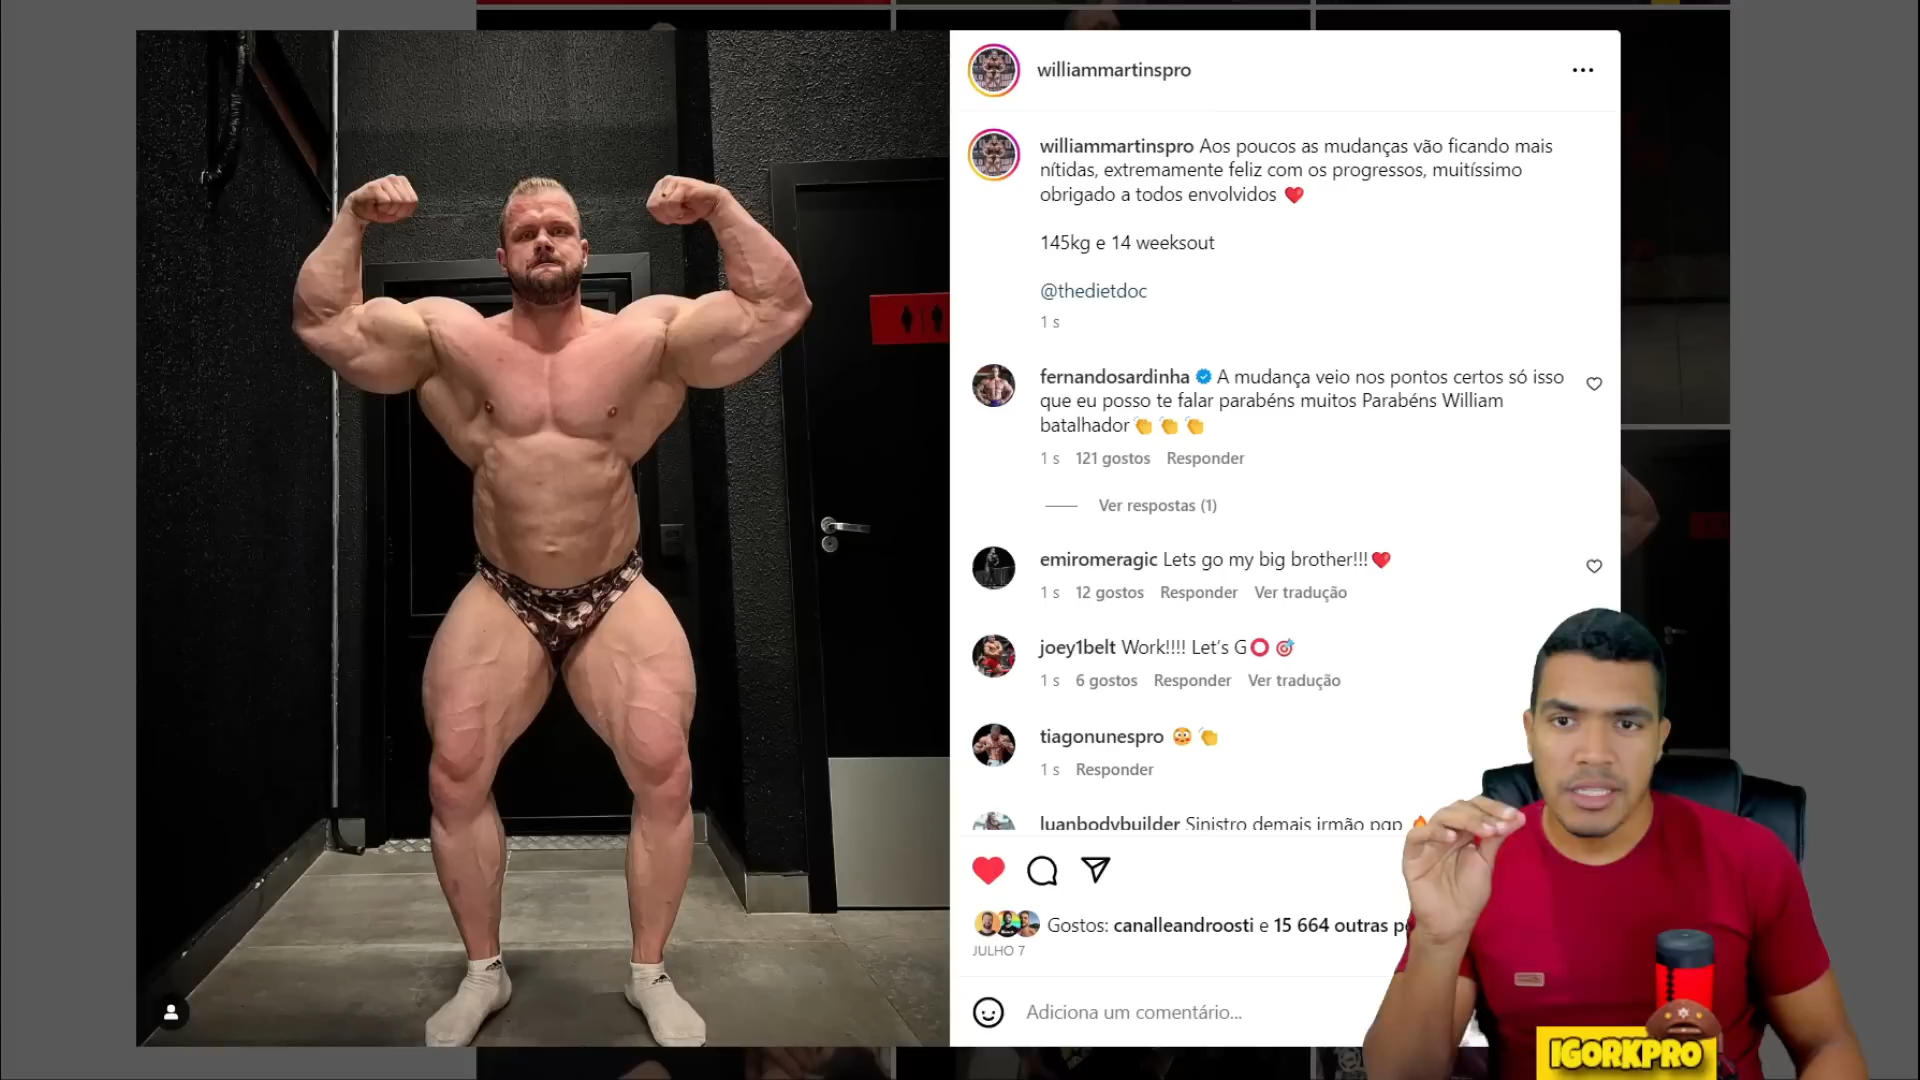 williammartinspro
williammartinspro Aos poucos as mudanças vão ficando mais
nítidas, extremamente feliz com os progressos, muitíssimo
obrigado a todos envolvidos ❤️
145kg e 14 weeksout
@thedietdoc
1 s
fernandosardinha A mudança veio nos pontos certos só isso
que eu posso te falar parabéns muitos Parabéns William
batalhador 👏 👏 👏
1 s 121 gostos Responder
Ver respostas (1)
emiromeragic Lets go my big brother!!!❤️
1 s 12 gostos Responder Ver tradução
joey1belt Work!!!! Let's G⭕ 🎯
1 s 6 gostos Responder Ver tradução
tiagonunespro 😳 👏
1 s Responder
luanbodybuilder Sinistro demais irmão pqp 🔥
Gostos: canalleandroosti e 15 664 outras
JULHO 7
Adiciona um comentário...
IGORKPRO